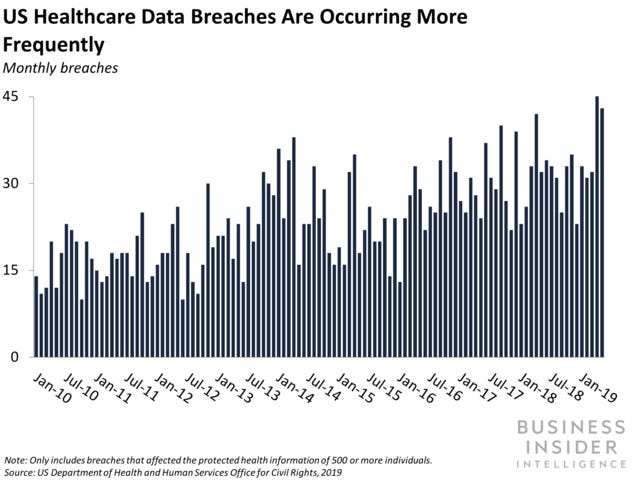 US Healthcare Data Breaches Are Occurring More
Frequently
Monthly breaches
45
30
15
0
Jan-10
Jul-10
Jan-11
Jul-11
Jan-12
Jul-12
Jan-13
Jul-13
Jan-14
Jul-14
Jan-15
Jul-15
Jan-16
Jul-16
Jan-17
Jul-17
Jan-18
Jul-18
Jan-19
BUSINESS
INSIDER
INTELLIGENCE
Note: Only includes breaches that affected the protected health information of 500 or more individuals.
Source: US Department of Health and Human Services Office for Civil Rights, 2019